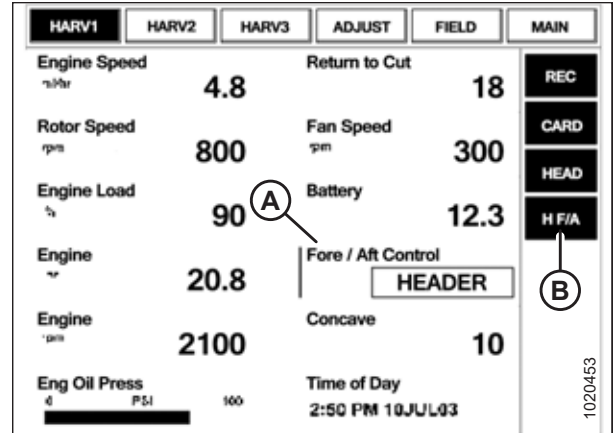 HARV1 HARV2 HARV3 ADJUST FIELD MAIN
Engine Speed Return to Cut REC
4.8 18
Rotor Speed Fan Speed CARD
rpm rpm
800 300
HEAD
Engine Load A Battery
90 12.3 H F/A
Engine Fore / Aft Control
20.8 HEADER B
Engine Concave
rpm
2100 10
Eng Oil Press Time of Day
0 PSI 100 2:50 PM 10JUL03
1020453